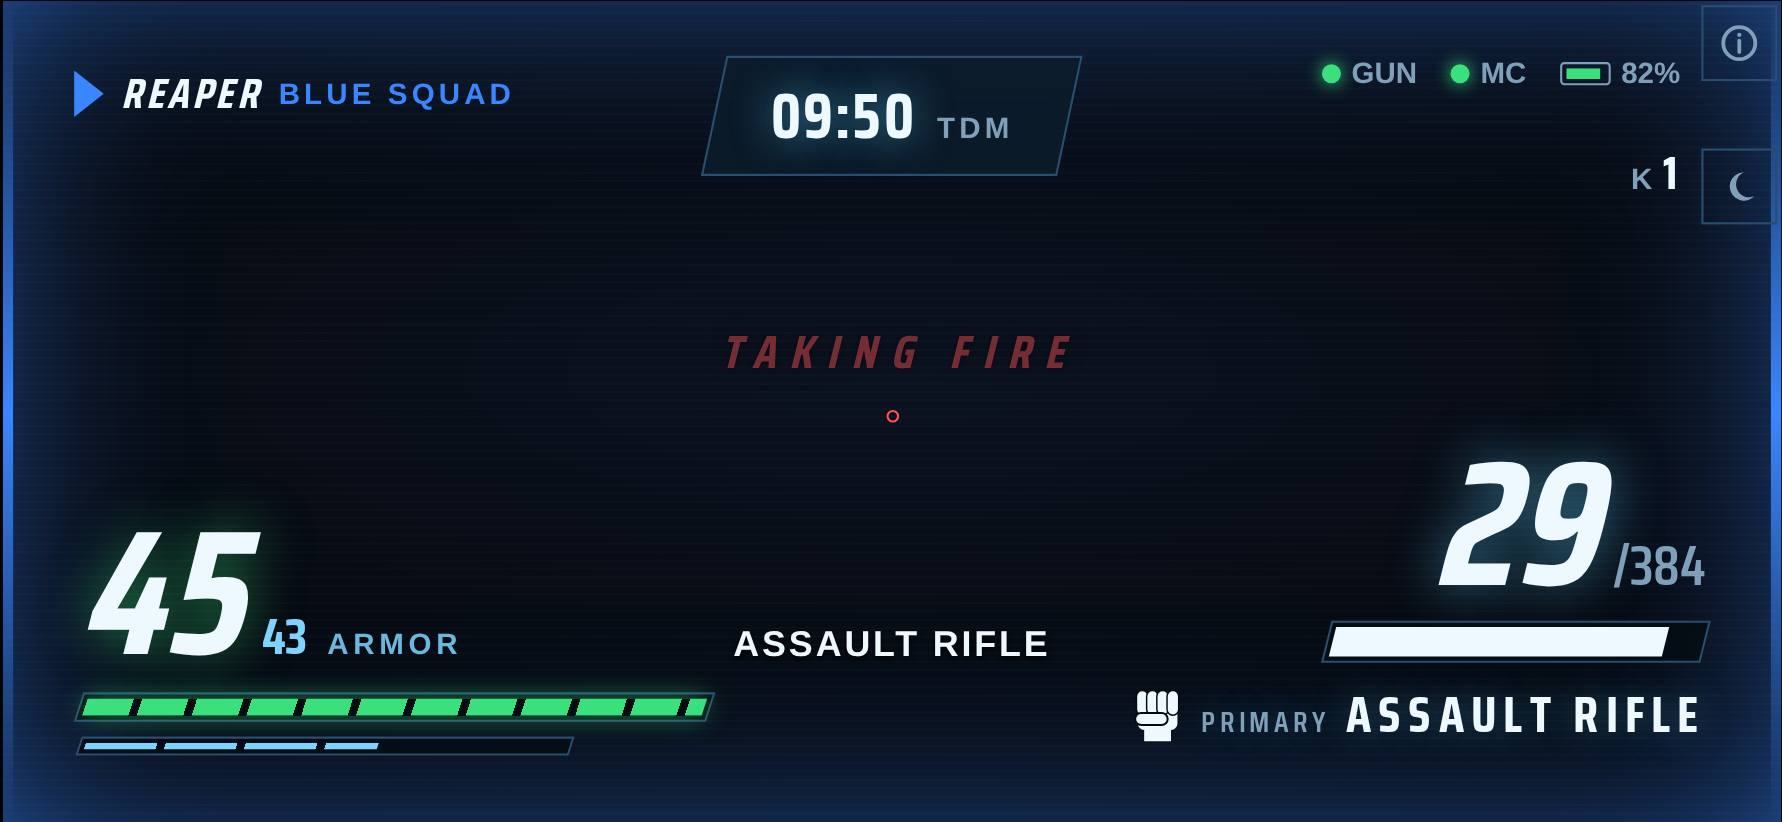 REAPER BLUE SQUAD
09:50 TDM
GUN MC 82%
K 1
TAKING FIRE
45 43 ARMOR
29/384
ASSAULT RIFLE
PRIMARY ASSAULT RIFLE